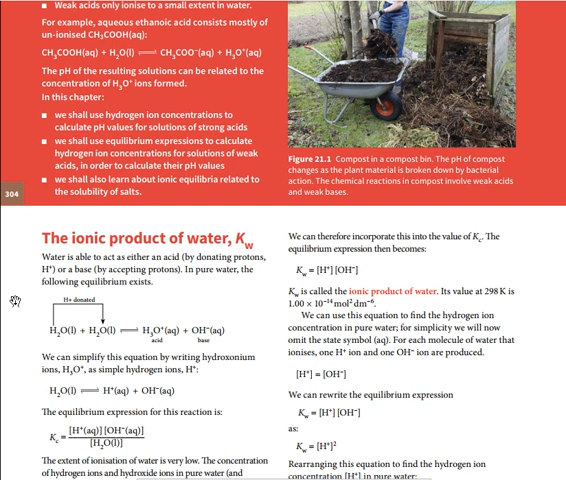 ■ Weak acids only ionise to a small extent in water.
For example, aqueous ethanoic acid consists mostly of
un-ionised CH₃COOH(aq):
CH₃COOH(aq) + H₂O(l) ⇌ CH₃COO⁻(aq) + H₃O⁺(aq)
The pH of the resulting solutions can be related to the
concentration of H₃O⁺ ions formed.
In this chapter:
■ we shall use hydrogen ion concentrations to
calculate pH values for solutions of strong acids
■ we shall use equilibrium expressions to calculate
hydrogen ion concentrations for solutions of weak
acids, in order to calculate their pH values
■ we shall also learn about ionic equilibria related to
the solubility of salts.
304
Figure 21.1 Compost in a compost bin. The pH of compost
changes as the plant material is broken down by bacterial
action. The chemical reactions in compost involve weak acids
and weak bases.
The ionic product of water, K_w
Water is able to act as either an acid (by donating protons,
H⁺) or a base (by accepting protons). In pure water, the
following equilibrium exists.
H+ donated
H₂O(l) + H₂O(l) ⇌ H₃O⁺(aq) + OH⁻(aq)
acid base
We can simplify this equation by writing hydroxonium
ions, H₃O⁺, as simple hydrogen ions, H⁺:
H₂O(l) ⇌ H⁺(aq) + OH⁻(aq)
The equilibrium expression for this reaction is:
K_c = [H⁺(aq)] [OH⁻(aq)] / [H₂O(l)]
The extent of ionisation of water is very low. The concentration
of hydrogen ions and hydroxide ions in pure water (and
We can therefore incorporate this into the value of K_c. The
equilibrium expression then becomes:
K_w = [H⁺] [OH⁻]
K_w is called the ionic product of water. Its value at 298 K is
1.00 × 10⁻¹⁴ mol² dm⁻⁶.
We can use this equation to find the hydrogen ion
concentration in pure water; for simplicity we will now
omit the state symbol (aq). For each molecule of water that
ionises, one H⁺ ion and one OH⁻ ion are produced.
[H⁺] = [OH⁻]
We can rewrite the equilibrium expression
K_w = [H⁺] [OH⁻]
as:
K_w = [H⁺]²
Rearranging this equation to find the hydrogen ion
concentration [H⁺] in pure water: